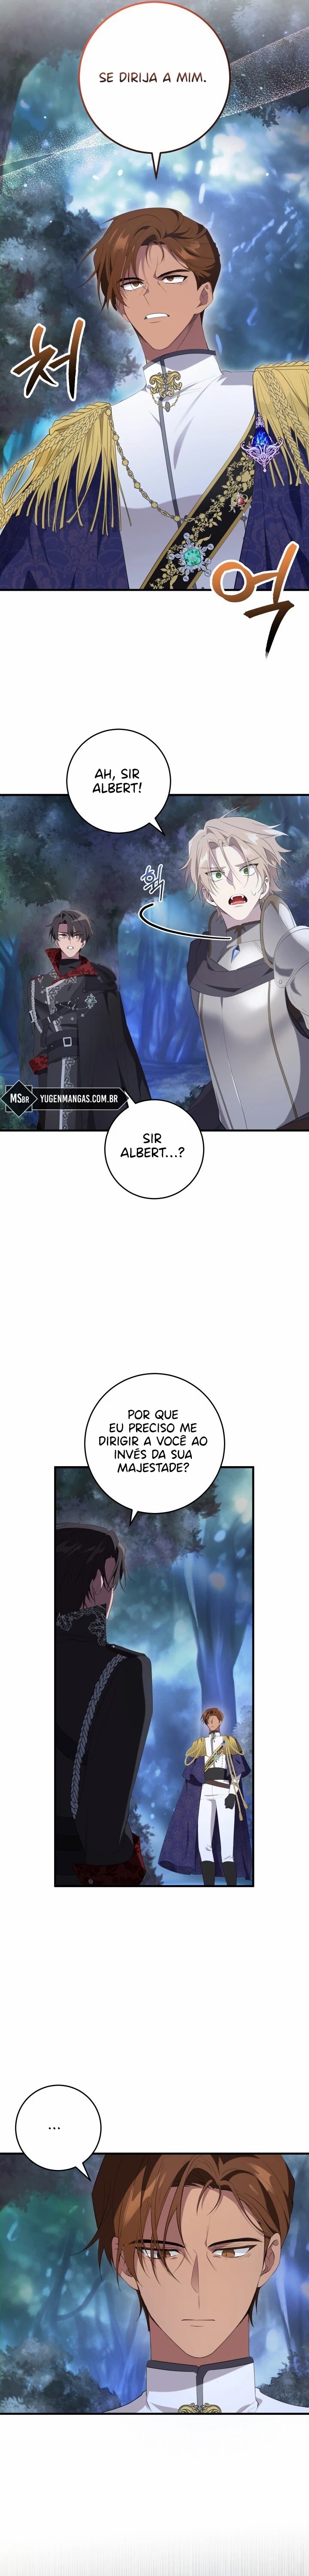 SE DIRIJA A MIM.
처
억
AH, SIR
ALBERT!
휙
MSBR YUGENMANGAS.COM.BR
SIR
ALBERT...?
POR QUE
EU PRECISO ME
DIRIGIR A VOCÊ AO
INVÉS DA SUA
MAJESTADE?
...